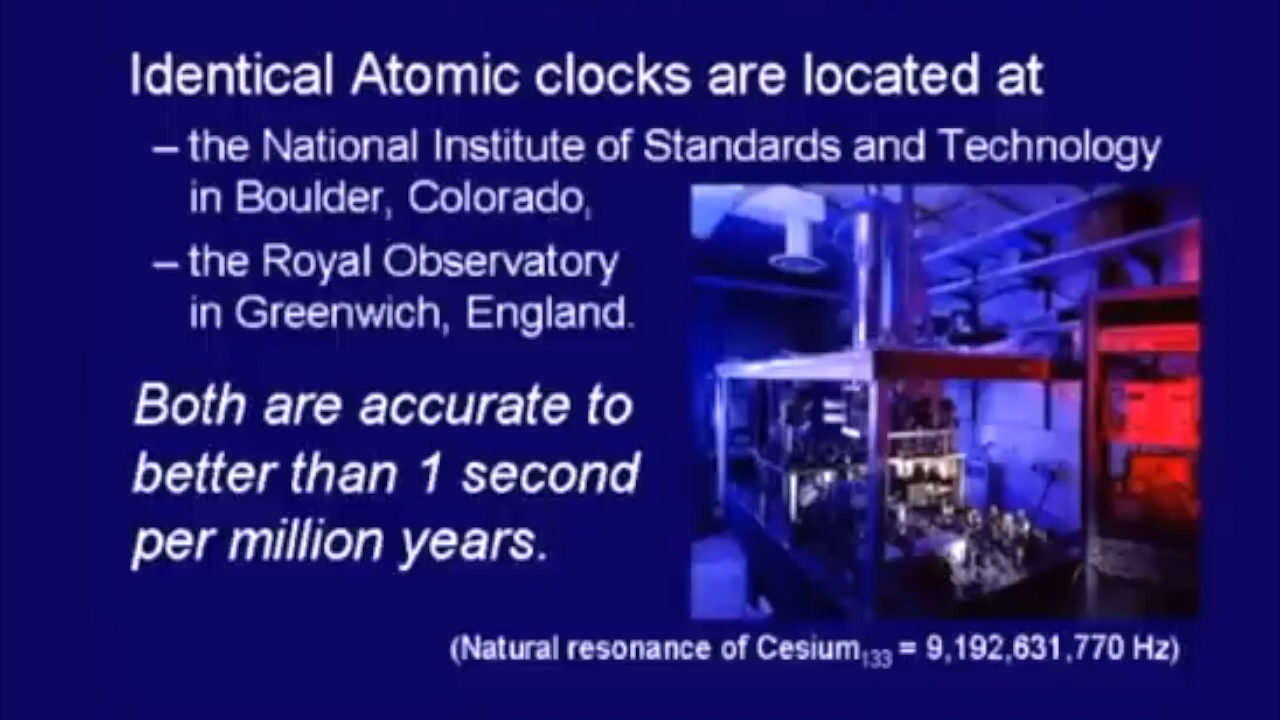 Identical Atomic clocks are located at
– the National Institute of Standards and Technology
in Boulder, Colorado,
– the Royal Observatory
in Greenwich, England.
Both are accurate to
better than 1 second
per million years.
(Natural resonance of Cesium₁₃₃ = 9,192,631,770 Hz)